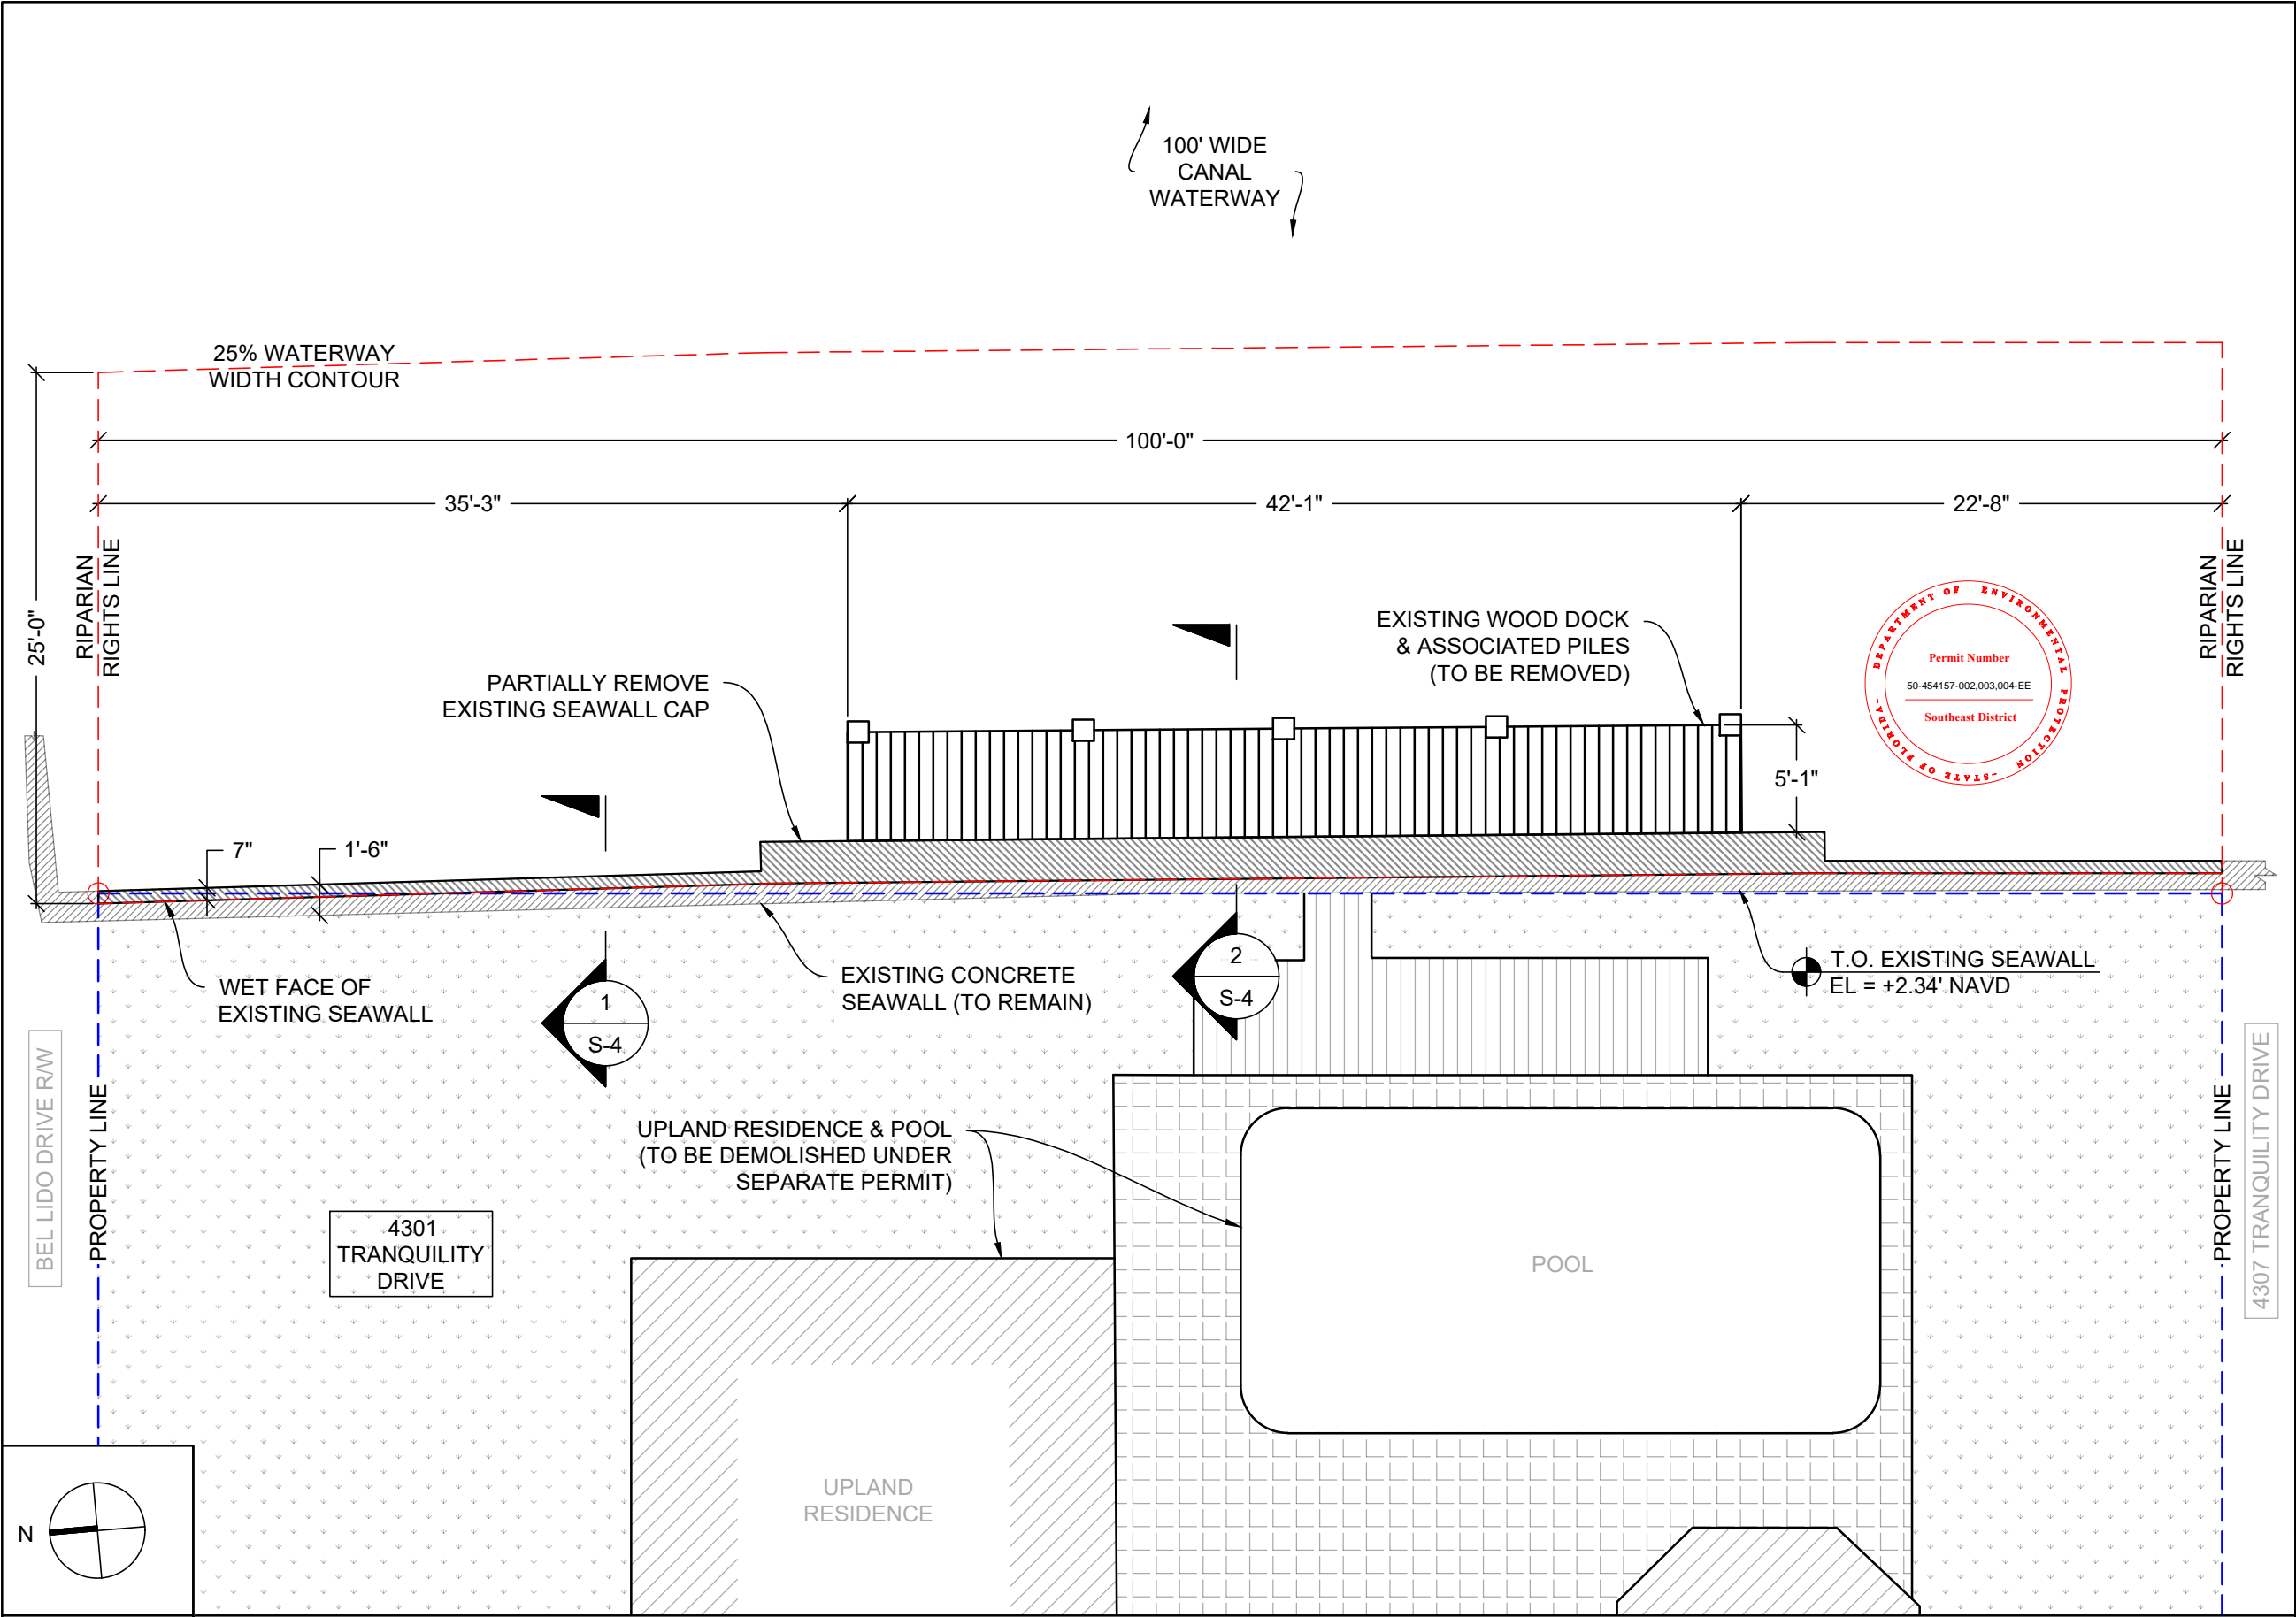 100' WIDE
CANAL
WATERWAY
25% WATERWAY
WIDTH CONTOUR
100'-0"
35'-3"
42'-1"
22'-8"
25'-0"
RIPARIAN
RIGHTS LINE
RIPARIAN
RIGHTS LINE
EXISTING WOOD DOCK
& ASSOCIATED PILES
(TO BE REMOVED)
DEPARTMENT OF ENVIRONMENTAL PROTECTION
-STATE OF FLORIDA-
Permit Number
50-454157-002,003,004-EE
Southeast District
PARTIALLY REMOVE
EXISTING SEAWALL CAP
5'-1"
7"
1'-6"
WET FACE OF
EXISTING SEAWALL
1
S-4
EXISTING CONCRETE
SEAWALL (TO REMAIN)
2
S-4
T.O. EXISTING SEAWALL
EL = +2.34' NAVD
BEL LIDO DRIVE R/W
PROPERTY LINE
UPLAND RESIDENCE & POOL
(TO BE DEMOLISHED UNDER
SEPARATE PERMIT)
4301
TRANQUILITY
DRIVE
POOL
PROPERTY LINE
4307 TRANQUILITY DRIVE
UPLAND
RESIDENCE
N